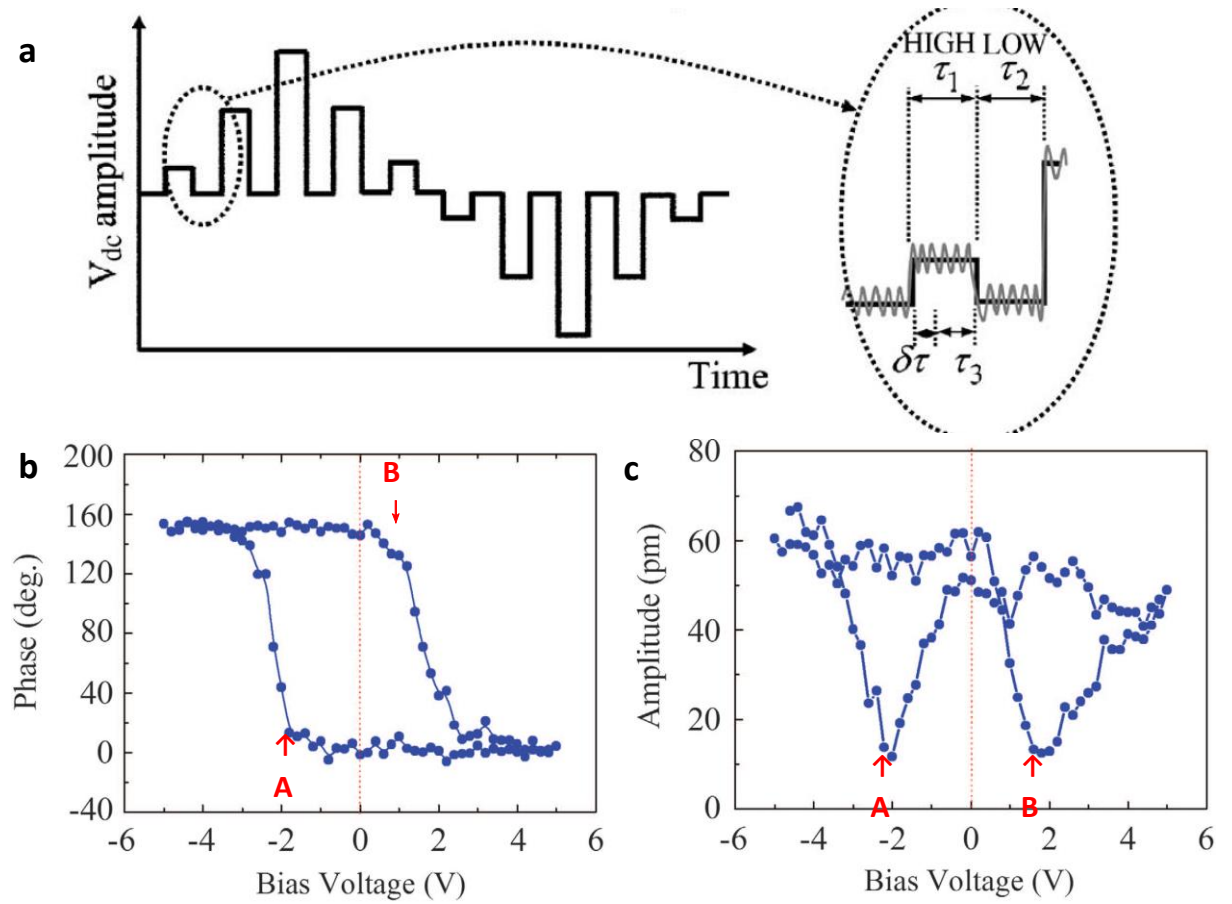 a
V_dc amplitude
Time
HIGH LOW
τ₁ τ₂
δτ τ₃
b
Phase (deg.)
200
160
120
80
40
0
-40
-6 -4 -2 0 2 4 6
Bias Voltage (V)
B
A
c
Amplitude (pm)
80
60
40
20
0
-6 -4 -2 0 2 4 6
Bias Voltage (V)
A
B